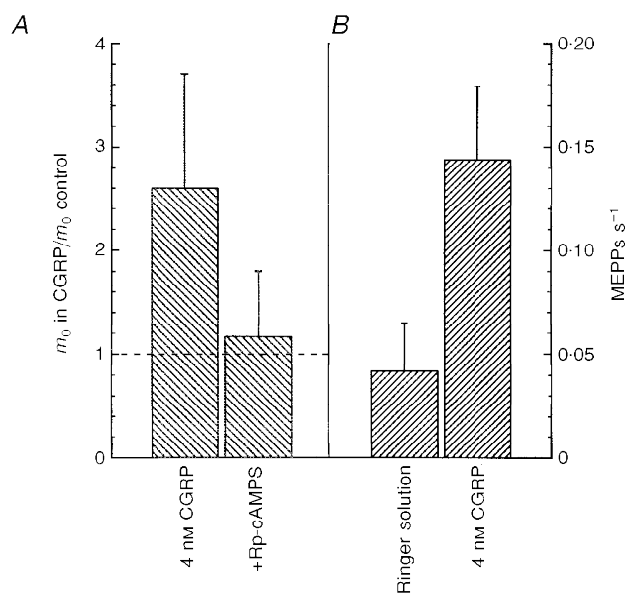 A
B
4
3
2
1
0
m0 in CGRP/m0 control
4 nM CGRP
+Rp-cAMPS
0·20
0·15
0·10
0·05
0
MEPPs s−1
Ringer solution
4 nM CGRP